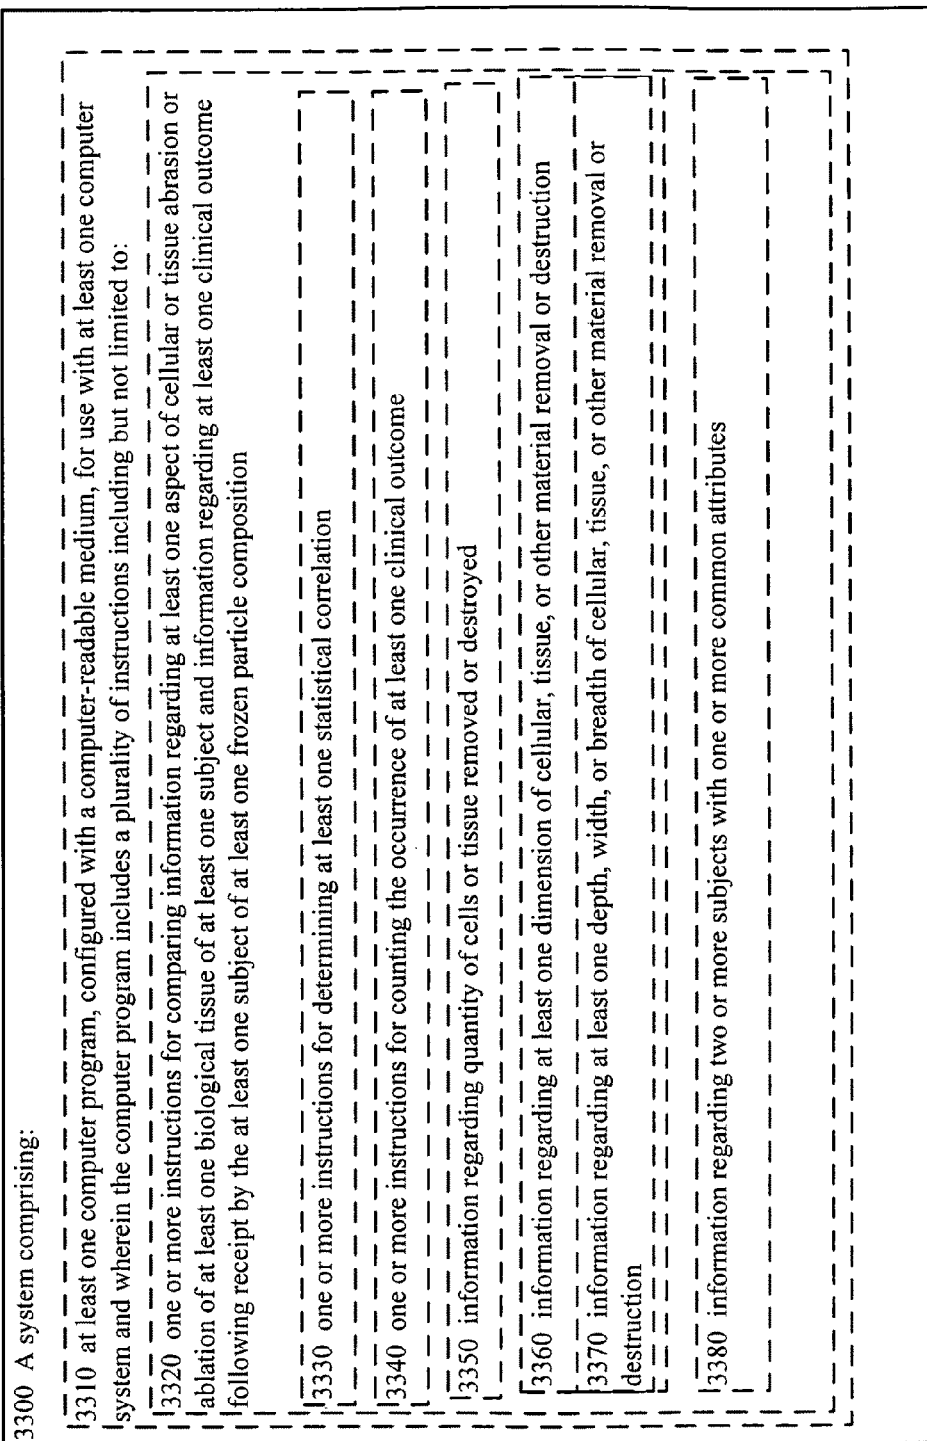 3300 A system comprising:
3310 at least one computer program, configured with a computer-readable medium, for use with at least one computer
system and wherein the computer program includes a plurality of instructions including but not limited to:
3320 one or more instructions for comparing information regarding at least one aspect of cellular or tissue abrasion or
ablation of at least one biological tissue of at least one subject and information regarding at least one clinical outcome
following receipt by the at least one subject of at least one frozen particle composition
3330 one or more instructions for determining at least one statistical correlation
3340 one or more instructions for counting the occurrence of at least one clinical outcome
3350 information regarding quantity of cells or tissue removed or destroyed
3360 information regarding at least one dimension of cellular, tissue, or other material removal or destruction
3370 information regarding at least one depth, width, or breadth of cellular, tissue, or other material removal or
destruction
3380 information regarding two or more subjects with one or more common attributes